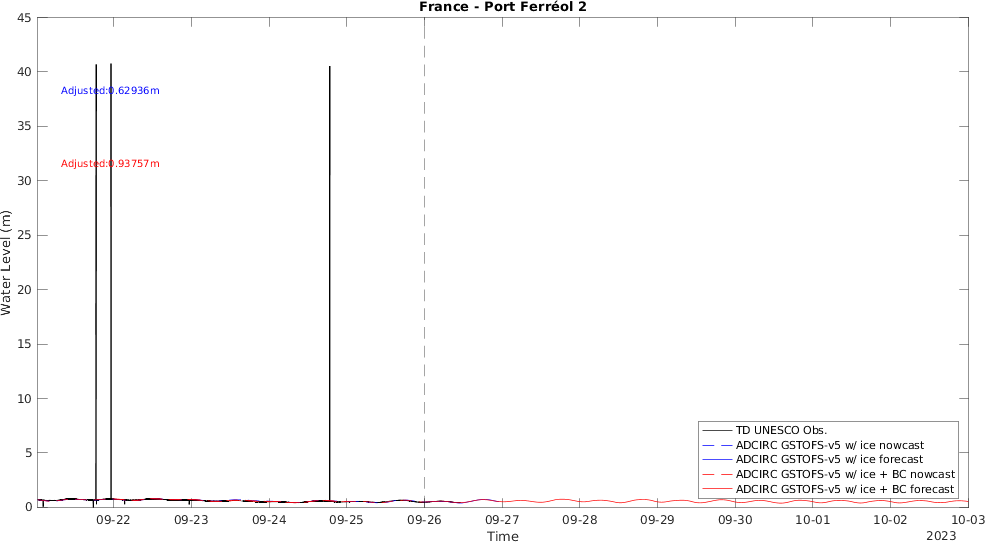 France - Port Ferréol 2
45
40
35
30
25
20
15
10
5
0
Water Level (m)
Adjusted:0.62936m
Adjusted:0.93757m
TD UNESCO Obs.
ADCIRC GSTOFS-v5 w/ ice nowcast
ADCIRC GSTOFS-v5 w/ ice forecast
ADCIRC GSTOFS-v5 w/ ice + BC nowcast
ADCIRC GSTOFS-v5 w/ ice + BC forecast
09-22 09-23 09-24 09-25 09-26 09-27 09-28 09-29 09-30 10-01 10-02 10-03
Time
2023